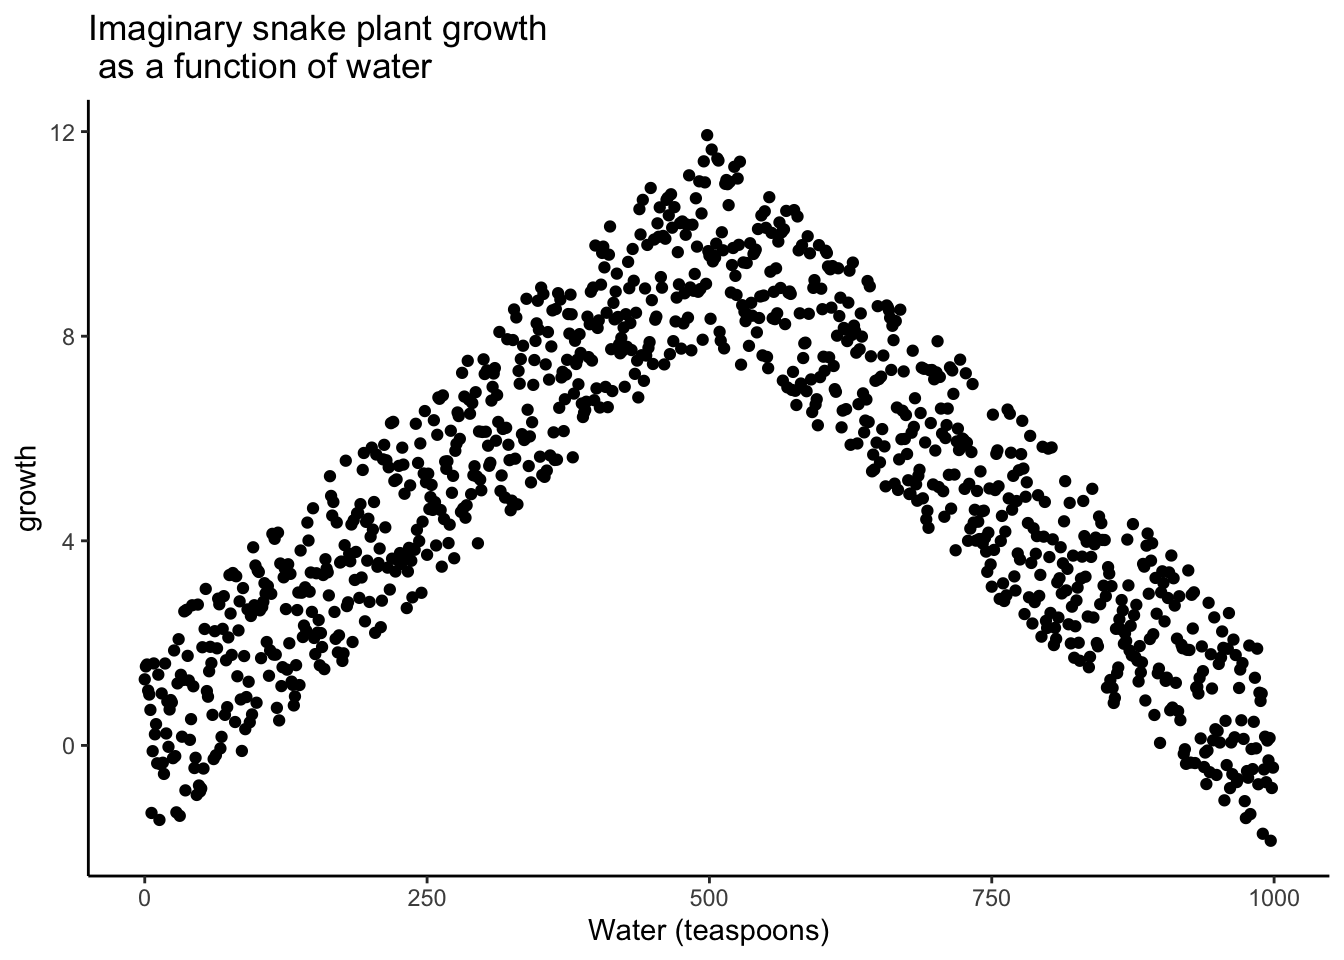 Imaginary snake plant growth
as a function of water
12
8
4
0
growth
0
250
500
750
1000
Water (teaspoons)